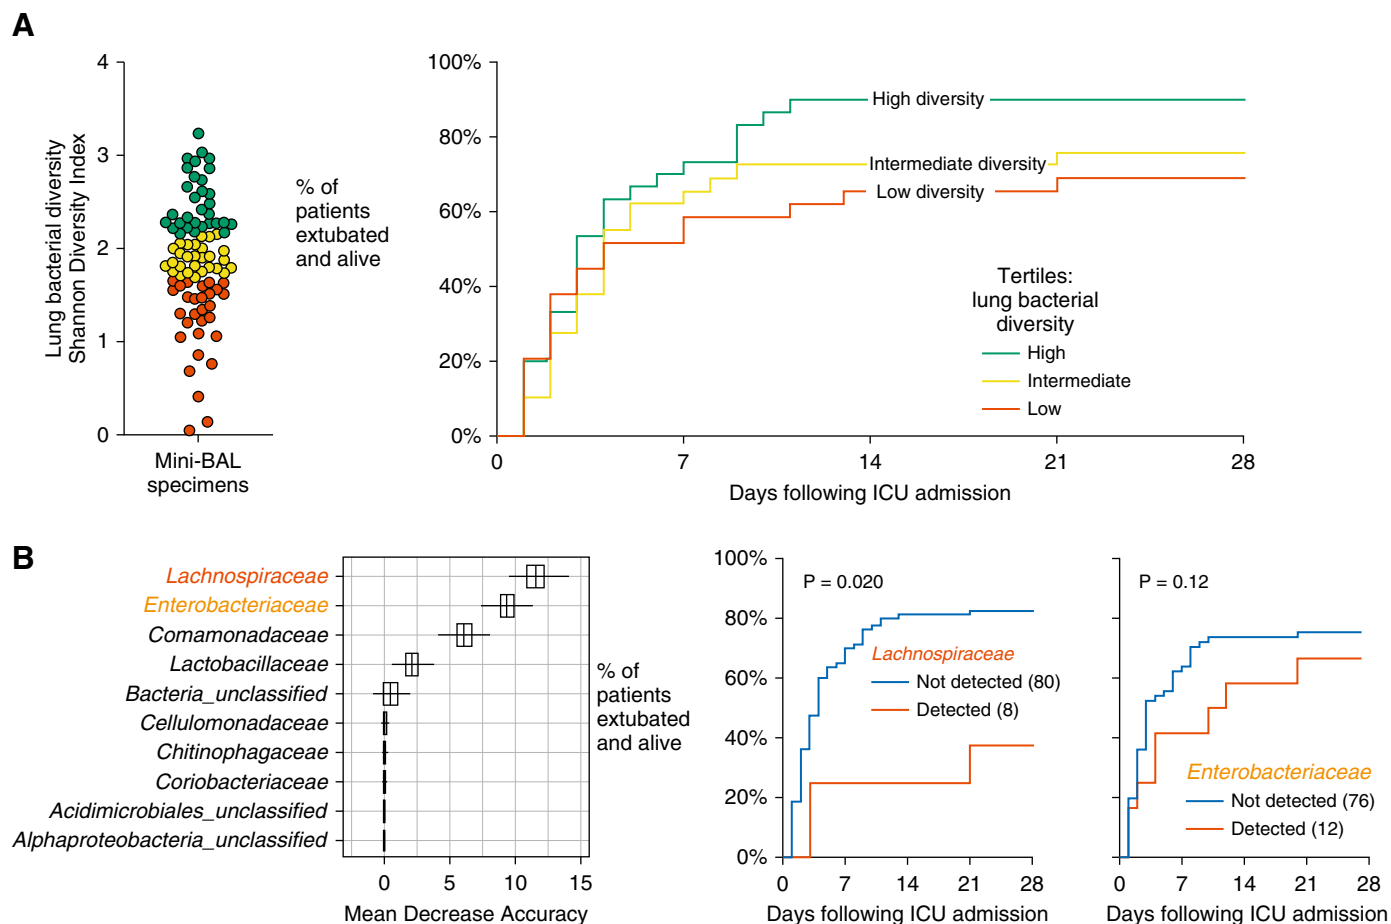 A
Lung bacterial diversity
Shannon Diversity Index
4
3
2
1
0
Mini-BAL
specimens
% of
patients
extubated
and alive
100%
80%
60%
40%
20%
0%
High diversity
Intermediate diversity
Low diversity
Tertiles:
lung bacterial
diversity
High
Intermediate
Low
0 7 14 21 28
Days following ICU admission
B
Lachnospiraceae
Enterobacteriaceae
Comamonadaceae
Lactobacillaceae
Bacteria_unclassified
Cellulomonadaceae
Chitinophagaceae
Coriobacteriaceae
Acidimicrobiales_unclassified
Alphaproteobacteria_unclassified
0 5 10 15
Mean Decrease Accuracy
% of
patients
extubated
and alive
100%
80%
60%
40%
20%
0%
P = 0.020
Lachnospiraceae
Not detected (80)
Detected (8)
0 7 14 21 28
Days following ICU admission
P = 0.12
Enterobacteriaceae
Not detected (76)
Detected (12)
0 7 14 21 28
Days following ICU admission